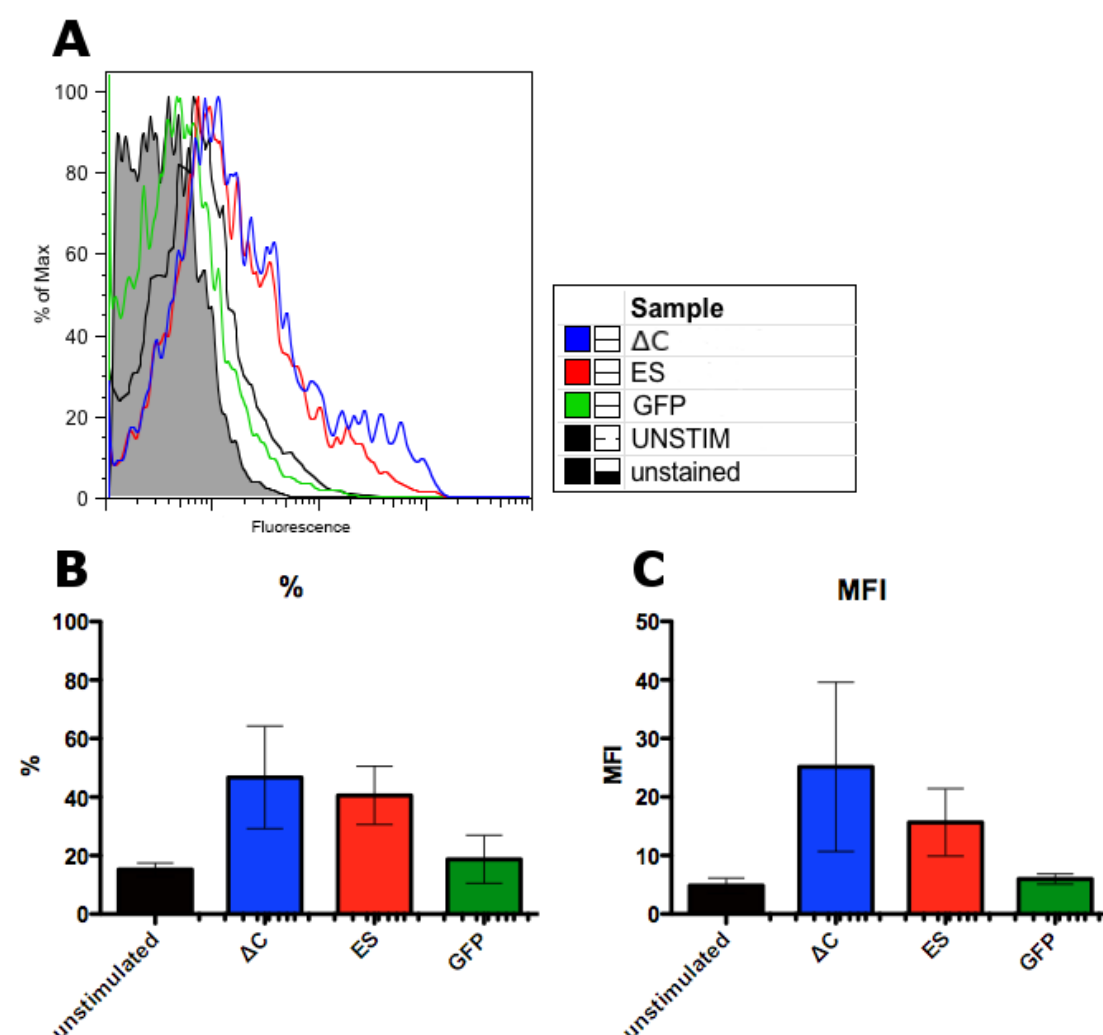 A
100
80
60
40
20
0
% of Max
Fluorescence
Sample
ΔC
ES
GFP
UNSTIM
unstained
B
%
100
80
60
40
20
0
%
unstimulated
ΔC
ES
GFP
C
MFI
50
40
30
20
10
0
MFI
unstimulated
ΔC
ES
GFP